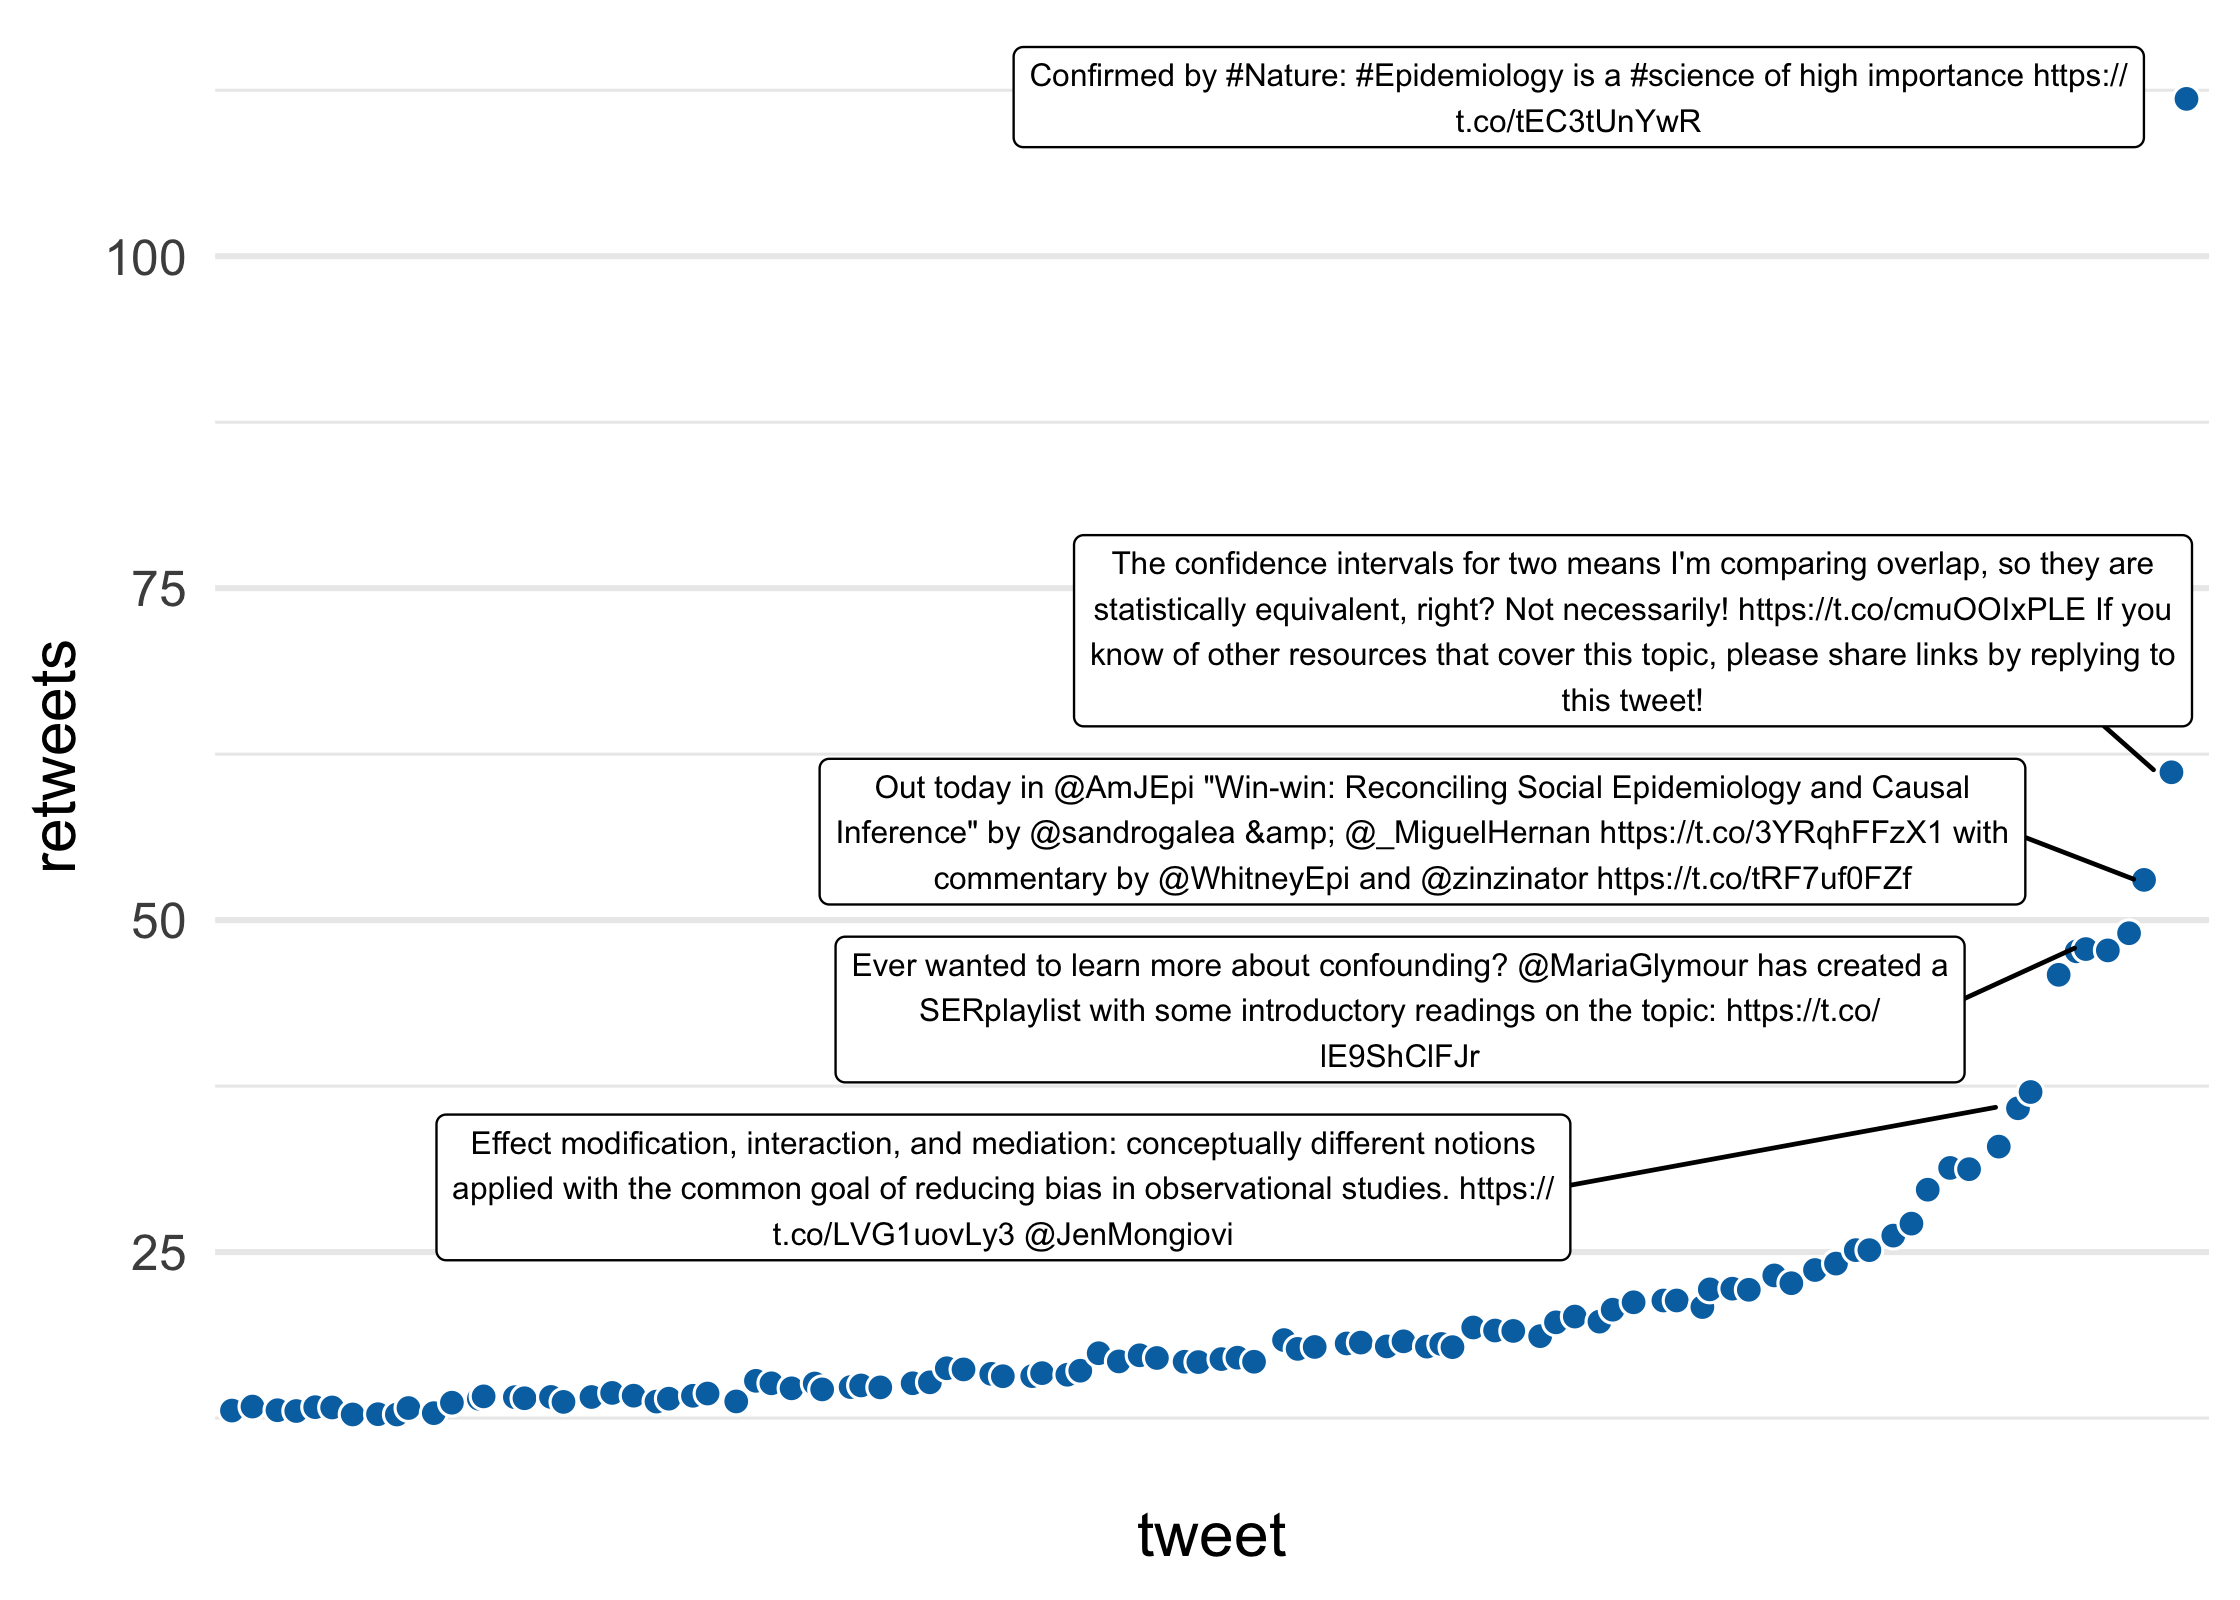 Confirmed by #Nature: #Epidemiology is a #science of high importance https://
t.co/tEC3tUnYwR
100
75
The confidence intervals for two means I'm comparing overlap, so they are
statistically equivalent, right? Not necessarily! https://t.co/cmuOOIxPLE If you
know of other resources that cover this topic, please share links by replying to
this tweet!
retweets
Out today in @AmJEpi "Win-win: Reconciling Social Epidemiology and Causal
Inference" by @sandrogalea &amp; @_MiguelHernan https://t.co/3YRqhFFzX1 with
commentary by @WhitneyEpi and @zinzinator https://t.co/tRF7uf0FZf
50
Ever wanted to learn more about confounding? @MariaGlymour has created a
SERplaylist with some introductory readings on the topic: https://t.co/
lE9ShClFJr
Effect modification, interaction, and mediation: conceptually different notions
applied with the common goal of reducing bias in observational studies. https://
t.co/LVG1uovLy3 @JenMongiovi
25
tweet